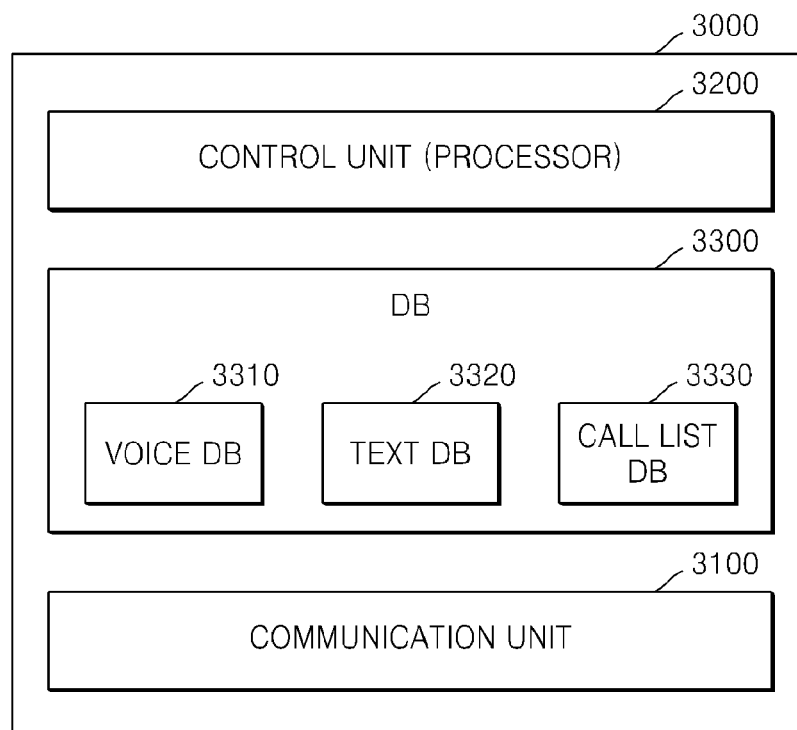 3000
3200
CONTROL UNIT (PROCESSOR)
3300
DB
3310
3320
3330
VOICE DB
TEXT DB
CALL LIST
DB
3100
COMMUNICATION UNIT